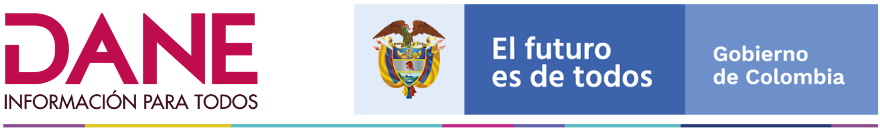 DANE
INFORMACIÓN PARA TODOS
El futuro
es de todos
Gobierno
de Colombia